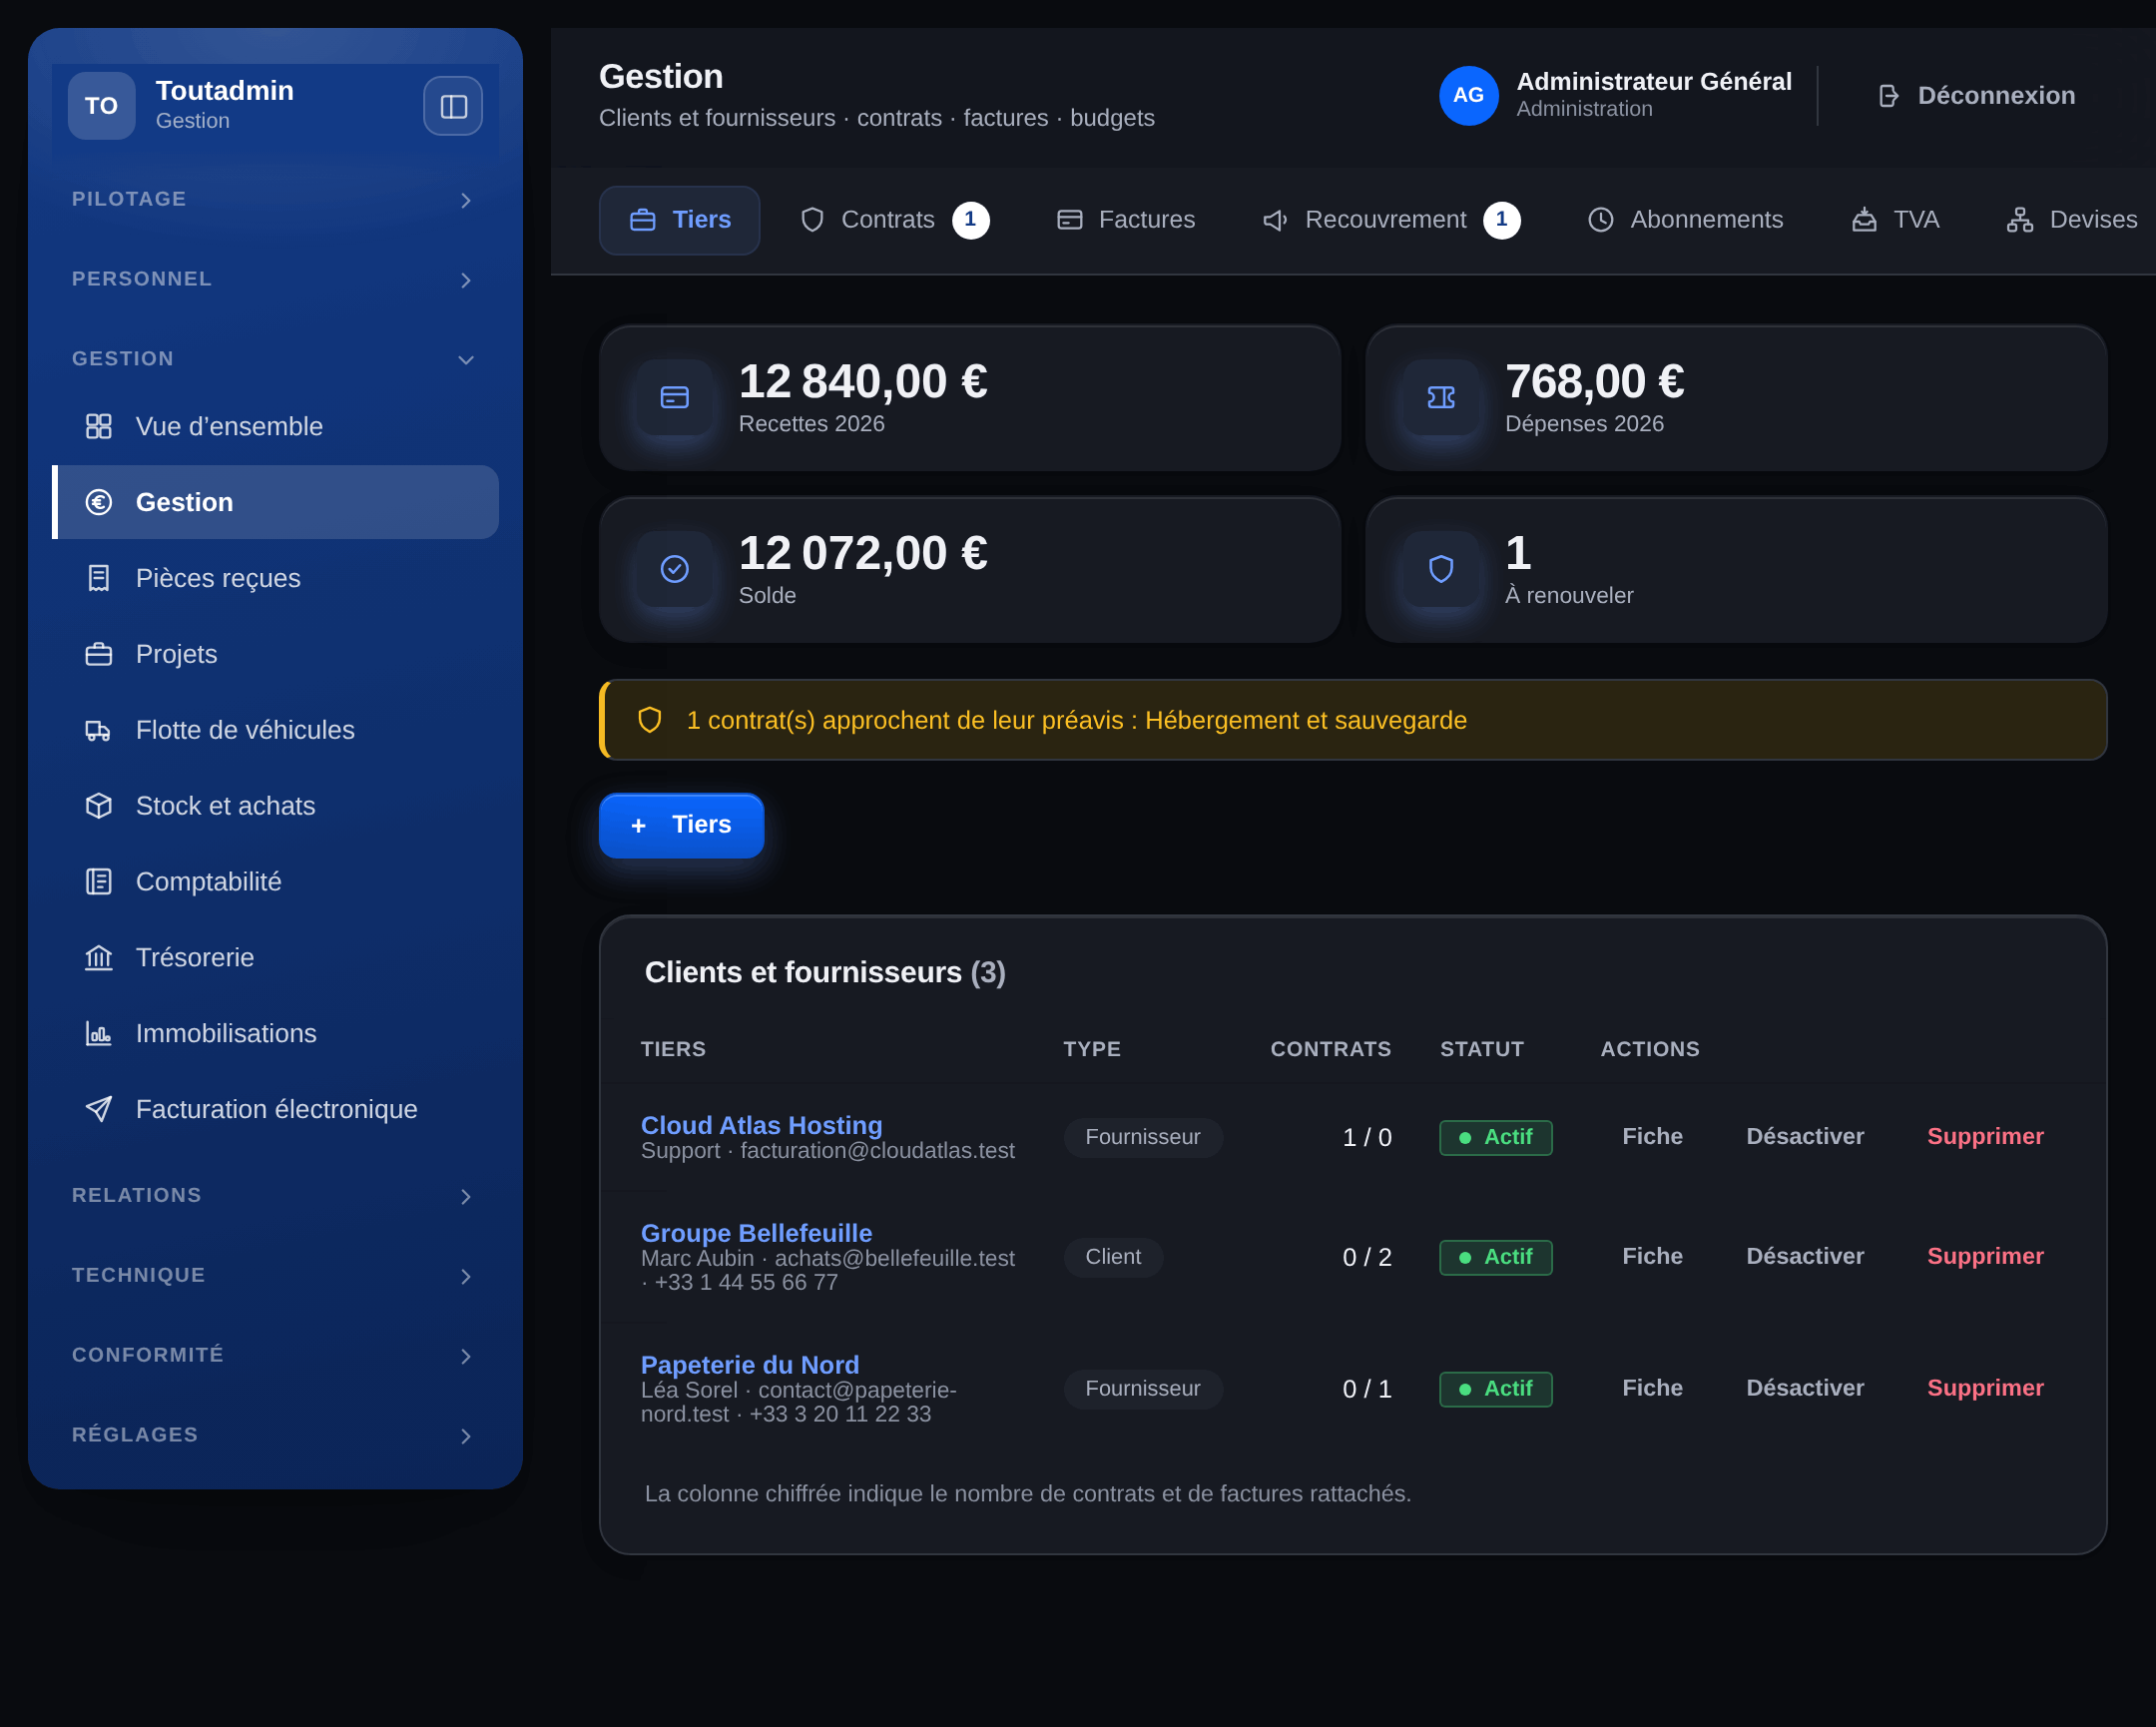 TO
Toutadmin
Gestion
PILOTAGE
PERSONNEL
GESTION
Vue d’ensemble
Gestion
Pièces reçues
Projets
Flotte de véhicules
Stock et achats
Comptabilité
Trésorerie
Immobilisations
Facturation électronique
RELATIONS
TECHNIQUE
CONFORMITÉ
RÉGLAGES
Gestion
Clients et fournisseurs · contrats · factures · budgets
AG
Administrateur Général
Administration
Déconnexion
Tiers
Contrats 1
Factures
Recouvrement 1
Abonnements
TVA
Devises
12 840,00 €
Recettes 2026
768,00 €
Dépenses 2026
12 072,00 €
Solde
1
À renouveler
1 contrat(s) approchent de leur préavis : Hébergement et sauvegarde
+ Tiers
Clients et fournisseurs (3)
TIERS TYPE CONTRATS STATUT ACTIONS
Cloud Atlas Hosting
Support · facturation@cloudatlas.test
Fournisseur 1 / 0 Actif Fiche Désactiver Supprimer
Groupe Bellefeuille
Marc Aubin · achats@bellefeuille.test
· +33 1 44 55 66 77
Client 0 / 2 Actif Fiche Désactiver Supprimer
Papeterie du Nord
Léa Sorel · contact@papeterie-
nord.test · +33 3 20 11 22 33
Fournisseur 0 / 1 Actif Fiche Désactiver Supprimer
La colonne chiffrée indique le nombre de contrats et de factures rattachés.